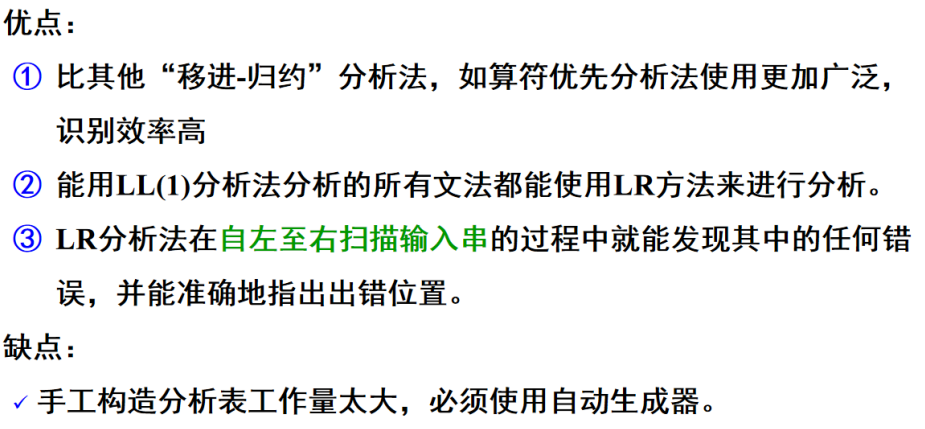 优点：
① 比其他“移进-归约”分析法，如算符优先分析法使用更加广泛，
识别效率高
② 能用LL(1)分析法分析的所有文法都能使用LR方法来进行分析。
③ LR分析法在自左至右扫描输入串的过程中就能发现其中的任何错
误，并能准确地指出出错位置。
缺点：
✓ 手工构造分析表工作量太大，必须使用自动生成器。